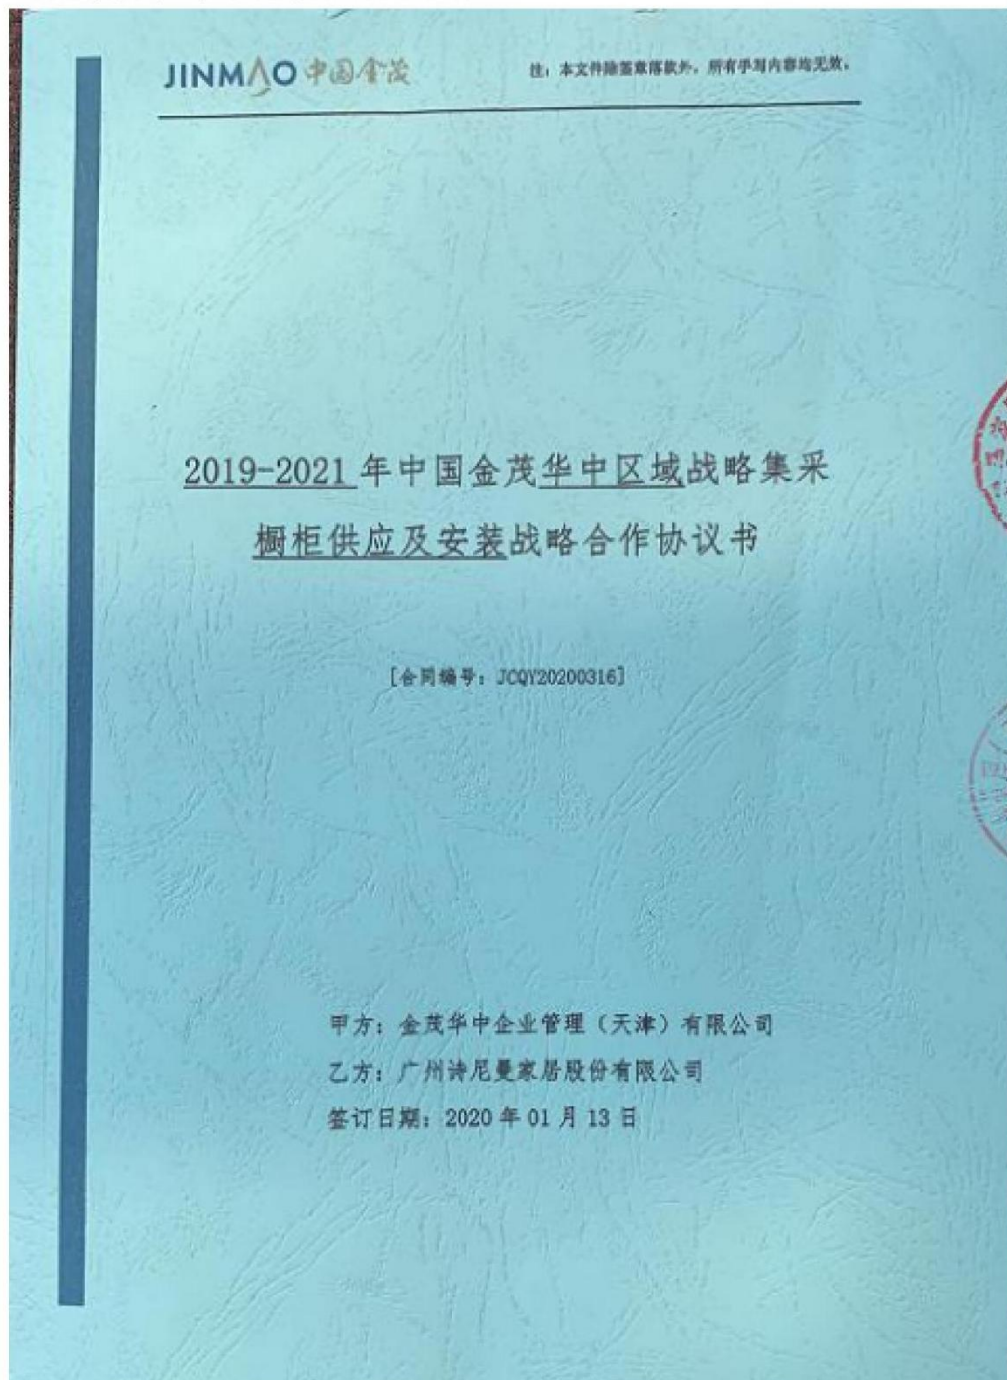 JINMAO 中国金茂
注：本文件除签章落款外，所有手写内容均无效。
2019-2021 年中国金茂华中区域战略集采
橱柜供应及安装战略合作协议书
[合同编号：JCQY20200316]
甲方：金茂华中企业管理（天津）有限公司
乙方：广州诗尼曼家居股份有限公司
签订日期：2020 年 01 月 13 日